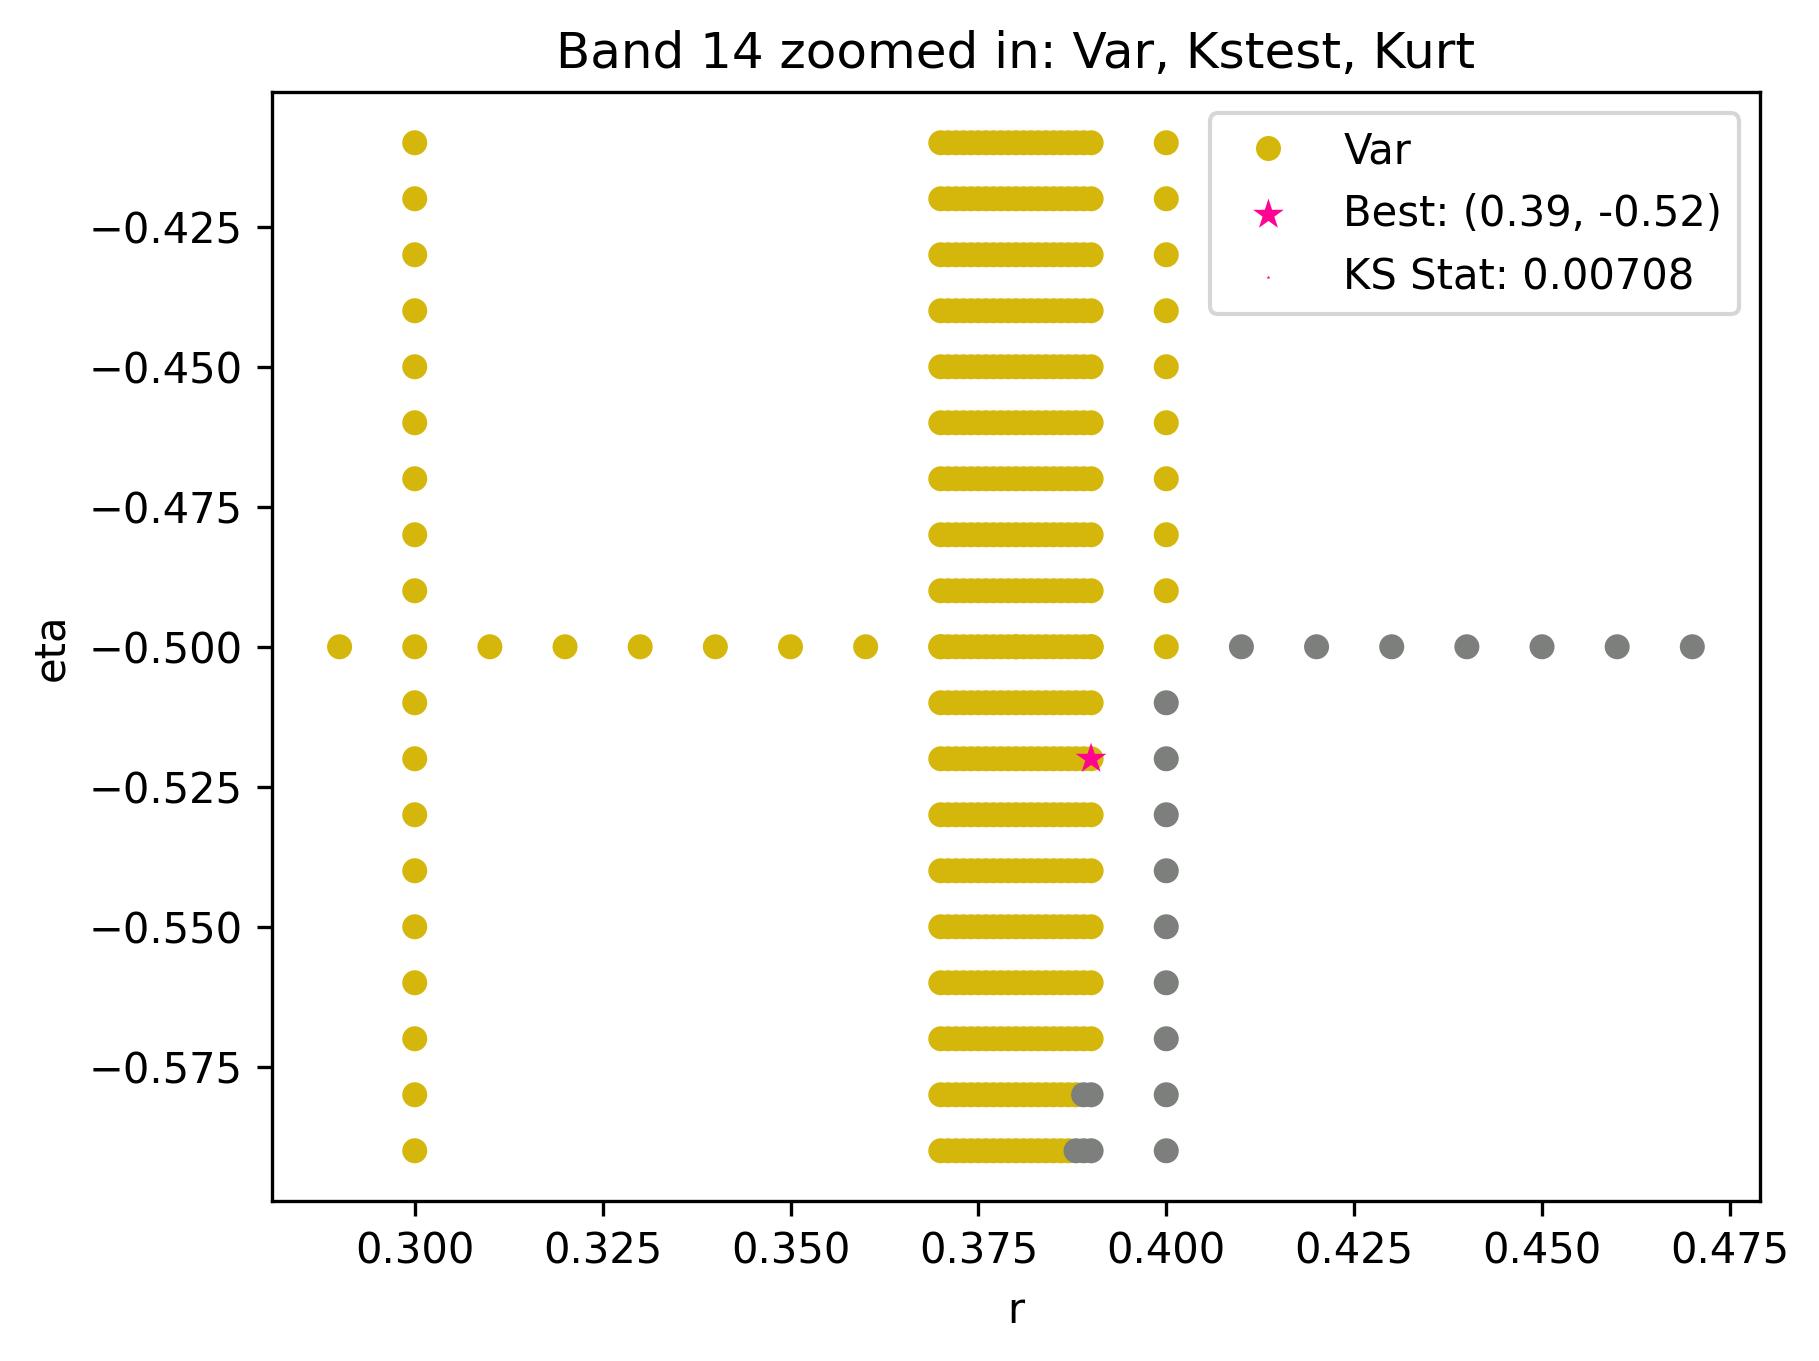 Band 14 zoomed in: Var, Kstest, Kurt
Var
Best: (0.39, -0.52)
KS Stat: 0.00708
−0.425
−0.450
−0.475
−0.500
−0.525
−0.550
−0.575
eta
0.300 0.325 0.350 0.375 0.400 0.425 0.450 0.475
r